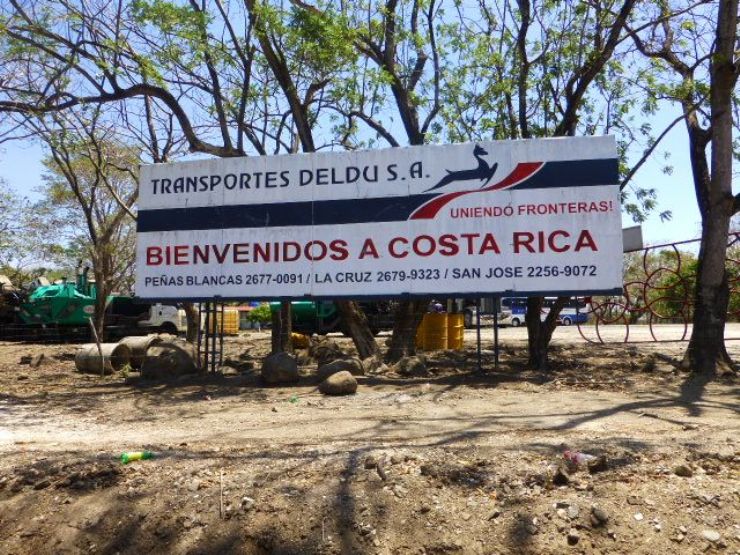 TRANSPORTES DELDU S.A.
UNIENDO FRONTERAS!
BIENVENIDOS A COSTA RICA
PEÑAS BLANCAS 2677-0091 / LA CRUZ 2679-9323 / SAN JOSE 2256-9072